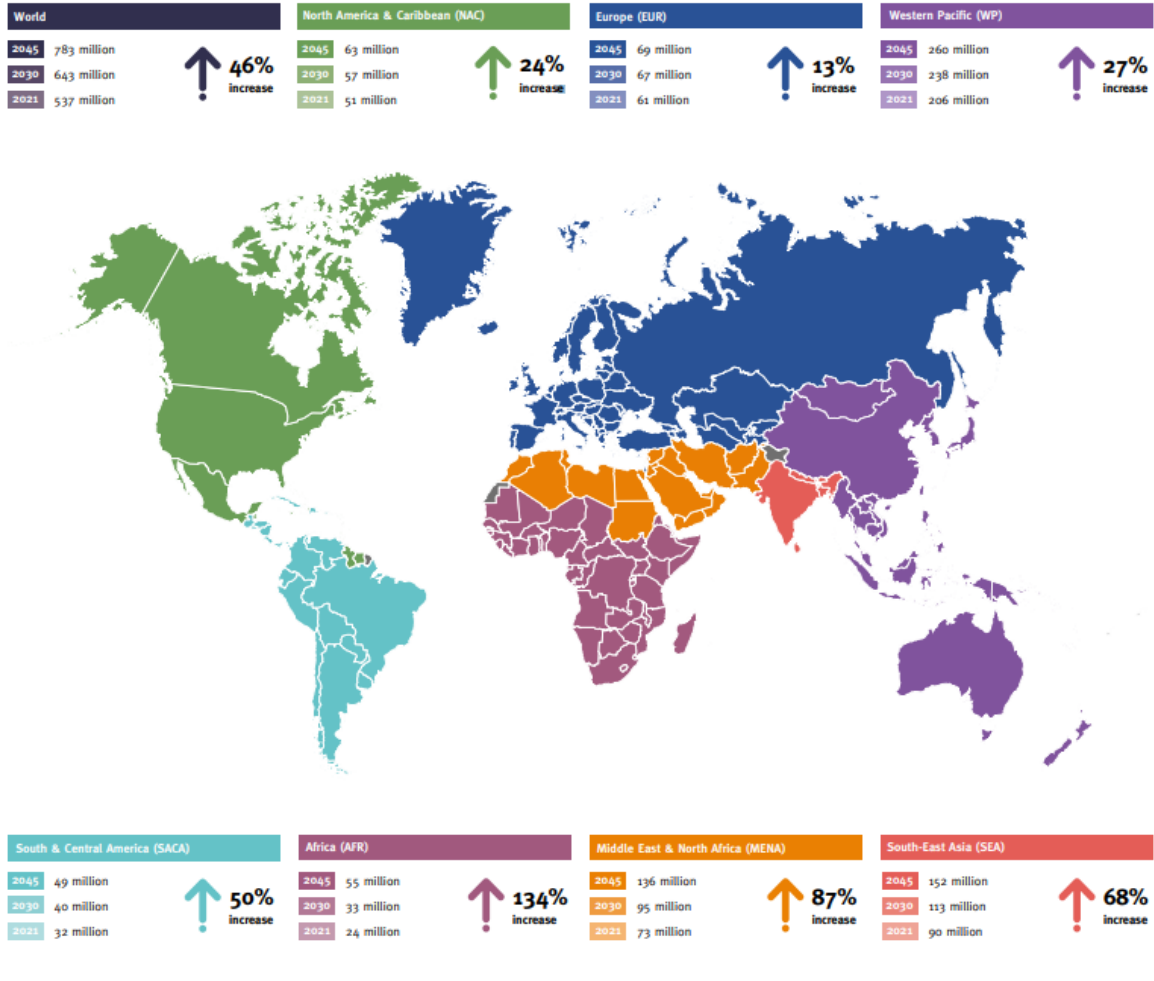 World
2045 783 million
2030 643 million
2021 537 million
46%
increase
North America & Caribbean (NAC)
2045 63 million
2030 57 million
2021 51 million
24%
increase
Europe (EUR)
2045 69 million
2030 67 million
2021 61 million
13%
increase
Western Pacific (WP)
2045 260 million
2030 238 million
2021 206 million
27%
increase
South & Central America (SACA)
2045 49 million
2030 40 million
2021 32 million
50%
increase
Africa (AFR)
2045 55 million
2030 33 million
2021 24 million
134%
increase
Middle East & North Africa (MENA)
2045 136 million
2030 95 million
2021 73 million
87%
increase
South-East Asia (SEA)
2045 152 million
2030 113 million
2021 90 million
68%
increase